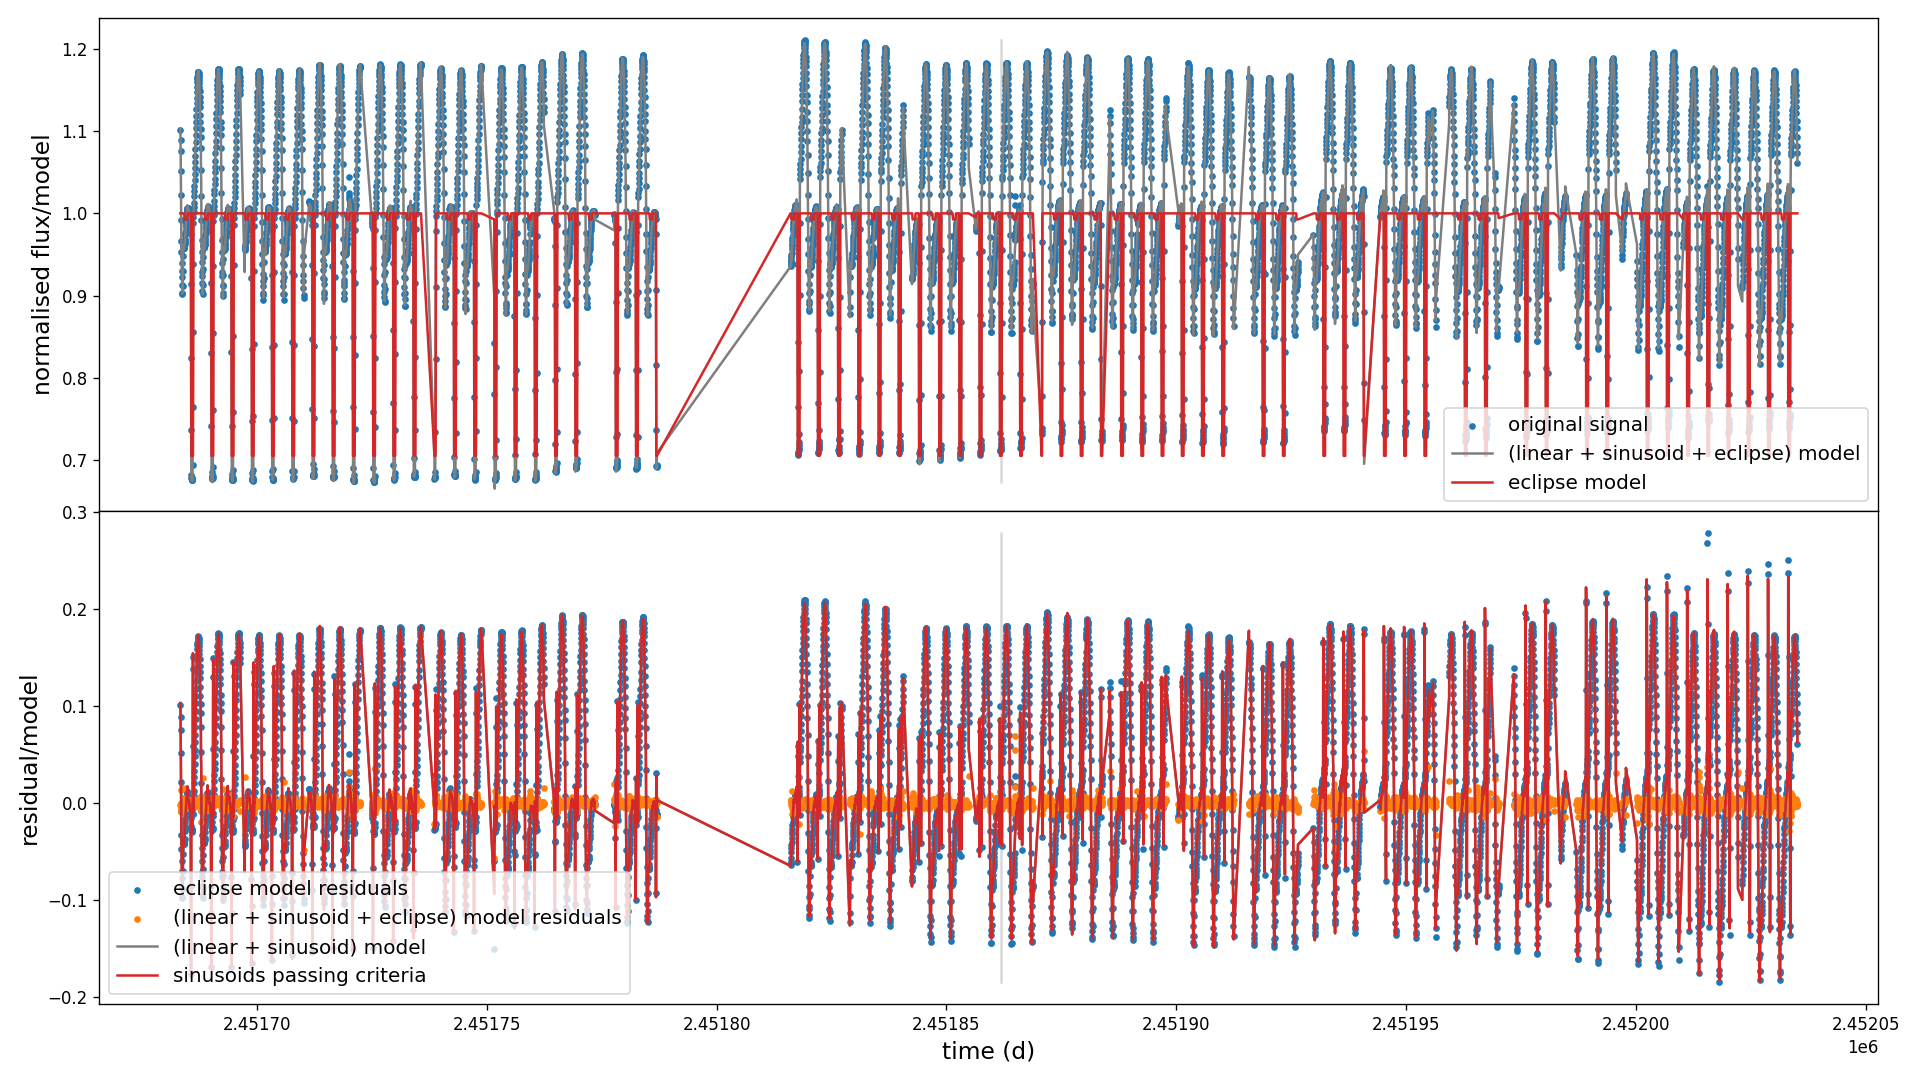 1.2
1.1
1.0
0.9
0.8
0.7
normalised flux/model
original signal
(linear + sinusoid + eclipse) model
eclipse model
0.3
0.2
0.1
0.0
−0.1
−0.2
residual/model
eclipse model residuals
(linear + sinusoid + eclipse) model residuals
(linear + sinusoid) model
sinusoids passing criteria
2.45170 2.45175 2.45180 2.45185 2.45190 2.45195 2.45200 2.45205
1e6
time (d)